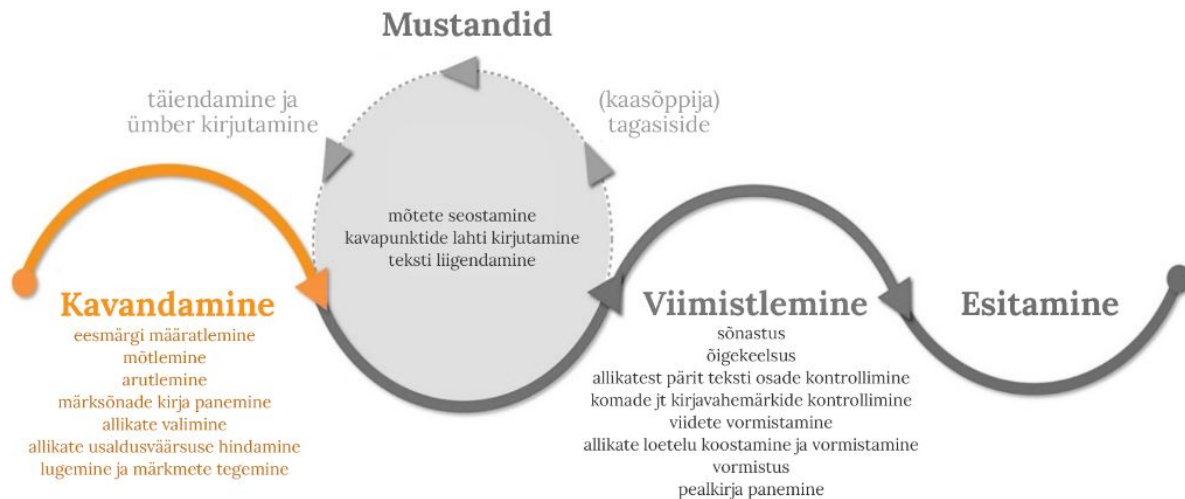 Mustandid
täiendamine ja
ümber kirjutamine
(kaasõppija)
tagasiside
mõtete seostamine
kavapunktide lahti kirjutamine
teksti liigendamine
Kavandamine
eesmärgi määratlemine
mõtlemine
arutlemine
märksõnade kirja panemine
allikate valimine
allikate usaldusväärsuse hindamine
lugemine ja märkmete tegemine
Viimistlemine
sõnastus
õigekeelsus
allikatest pärit teksti osade kontrollimine
komade jt kirjavahemärkide kontrollimine
viidete vormistamine
allikate loetelu koostamine ja vormistamine
vormistus
pealkirja panemine
Esitamine